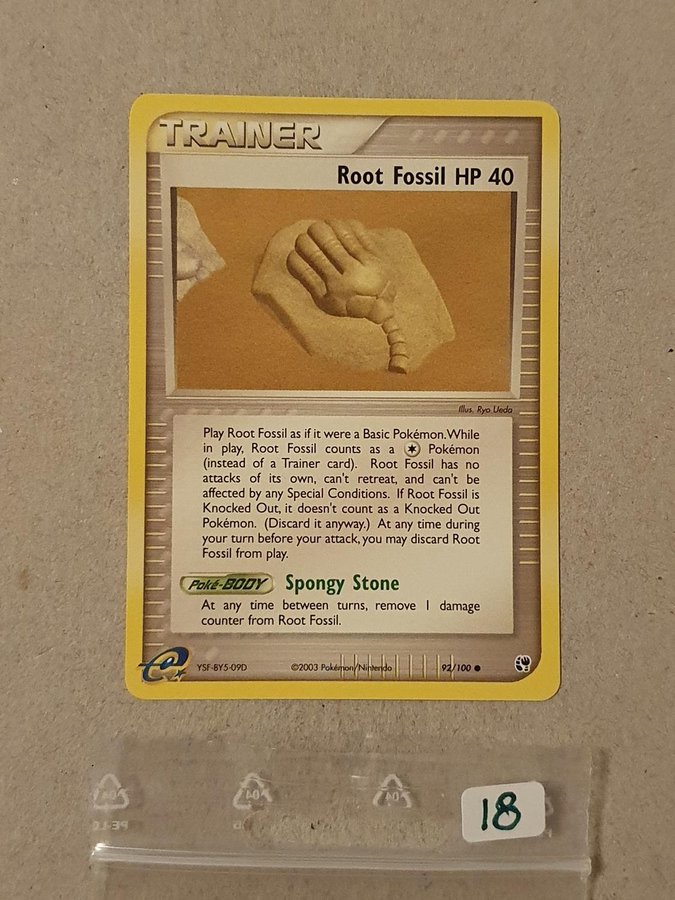 TRAINER
Root Fossil HP 40
Illus. Ryo Ueda
Play Root Fossil as if it were a Basic Pokémon. While
in play, Root Fossil counts as a Pokémon
(instead of a Trainer card). Root Fossil has no
attacks of its own, can't retreat, and can't be
affected by any Special Conditions. If Root Fossil is
Knocked Out, it doesn't count as a Knocked Out
Pokémon. (Discard it anyway.) At any time during
your turn before your attack, you may discard Root
Fossil from play.
Poké-BODY Spongy Stone
At any time between turns, remove 1 damage
counter from Root Fossil.
e YSF-8Y5-09D ©2003 Pokémon/Nintendo 92/100 ●
18